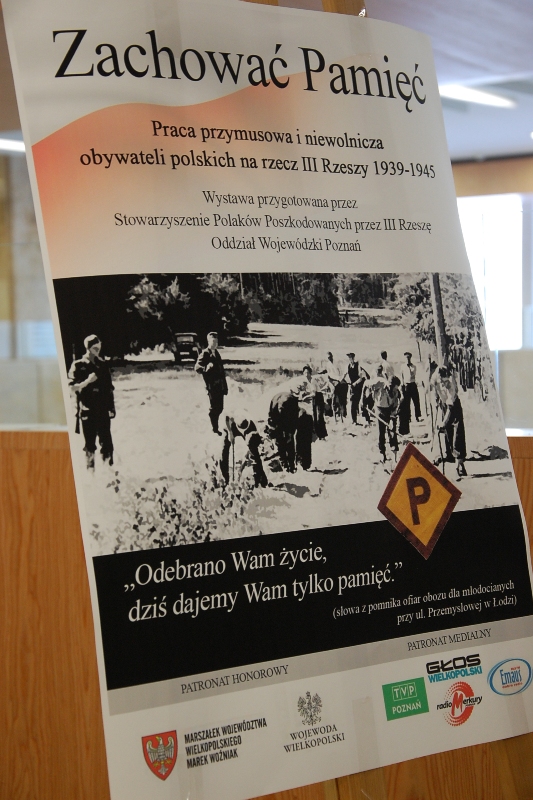 Zachować Pamięć
Praca przymusowa i niewolnicza
obywateli polskich na rzecz III Rzeszy 1939-1945
Wystawa przygotowana przez
Stowarzyszenie Polaków Poszkodowanych przez III Rzeszę
Oddział Wojewódzki Poznań
P
„Odebrano Wam życie,
dziś dajemy Wam tylko pamięć.”
(słowa z pomnika ofiar obozu dla młodocianych
przy ul. Przemysłowej w Łodzi)
PATRONAT HONOROWY
MARSZAŁEK WOJEWÓDZTWA
WIELKOPOLSKIEGO
MAREK WOŹNIAK
WOJEWODA
WIELKOPOLSKI
PATRONAT MEDIALNY
TVP
POZNAŃ
GŁOS
WIELKOPOLSKI
radio Merkury
Emaus